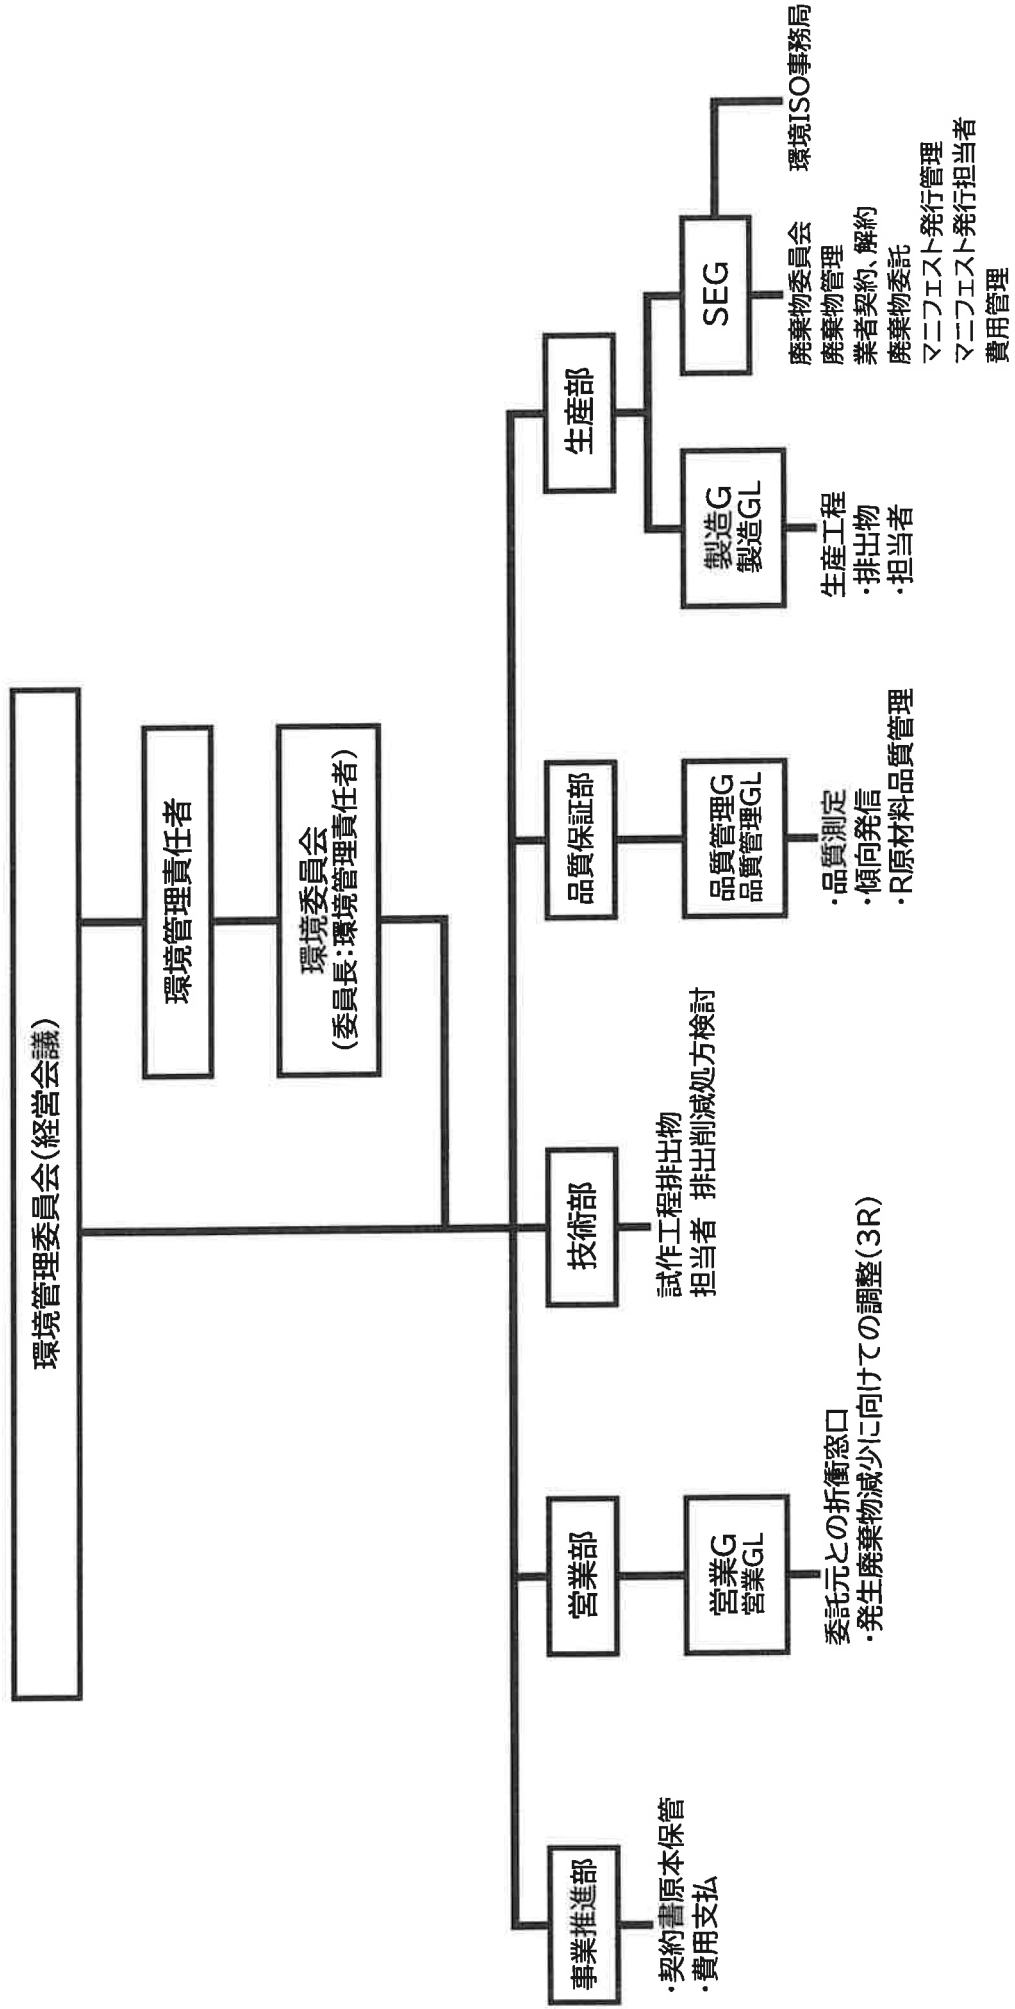 環境管理委員会(経営会議)
環境管理責任者
環境委員会
(委員長:環境管理責任者)
事業推進部
・契約書原本保管
・費用支払
営業部
営業G
営業GL
委託元との折衝窓口
・発生廃棄物減少に向けての調整(3R)
技術部
試作工程排出物
担当者 排出削減処方検討
品質保証部
品質管理G
品質管理GL
・品質測定
・傾向発信
・R原材料品質管理
生産部
製造G
製造GL
生産工程
・排出物
・担当者
SEG
廃棄物委員会
廃棄物管理
業者契約、解約
廃棄物委託
マニフェスト発行管理
マニフェスト発行担当者
費用管理
環境ISO事務局